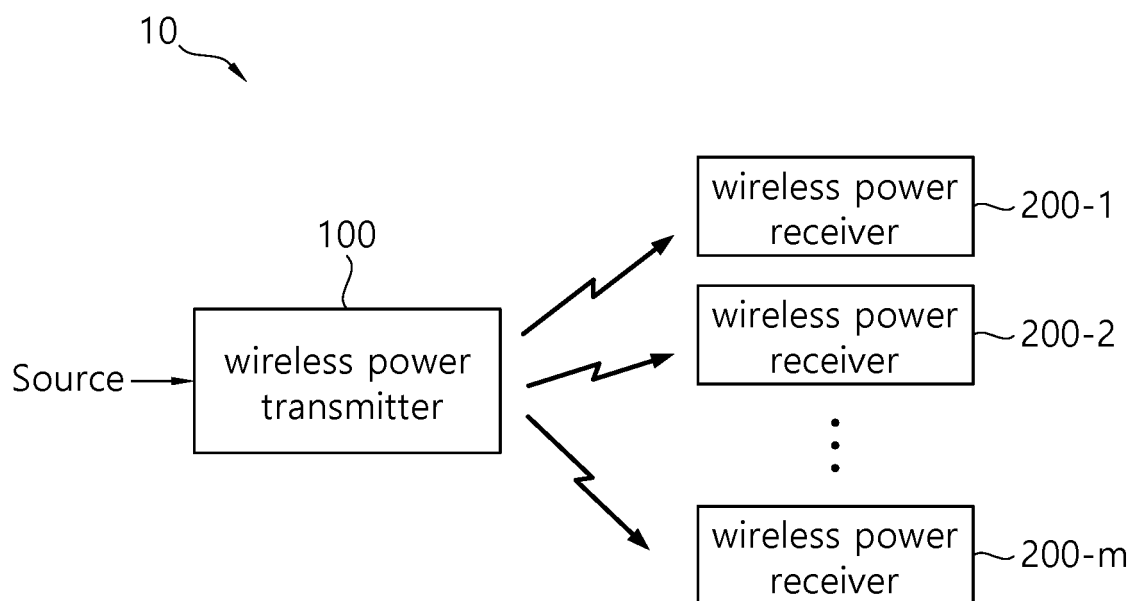 10
100
Source
wireless power
transmitter
wireless power
receiver
200-1
wireless power
receiver
200-2
wireless power
receiver
200-m